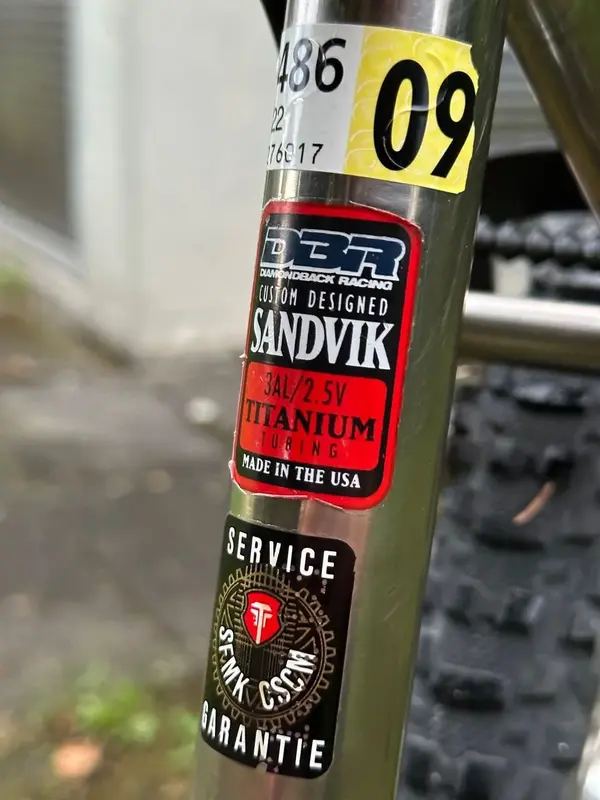 486
09
22
76017
DBR
DIAMONDBACK RACING
CUSTOM DESIGNED
SANDVIK
3AL/2.5V
TITANIUM
TUBING
MADE IN THE USA
SERVICE
SFMK CSCM
GARANTIE